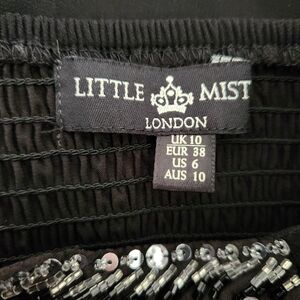 LITTLE MIST
LONDON
UK 10
EUR 38
US 6
AUS 10